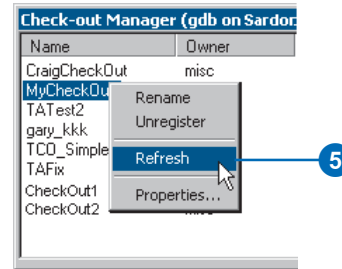 Check-out Manager (gdb on Sardor
Name Owner
CraigCheckOut misc
MyCheckOu
TATest2
gary_kkk
TCO_Simple
TAFix
CheckOut1
CheckOut2
Rename
Unregister
Refresh
Properties...
5